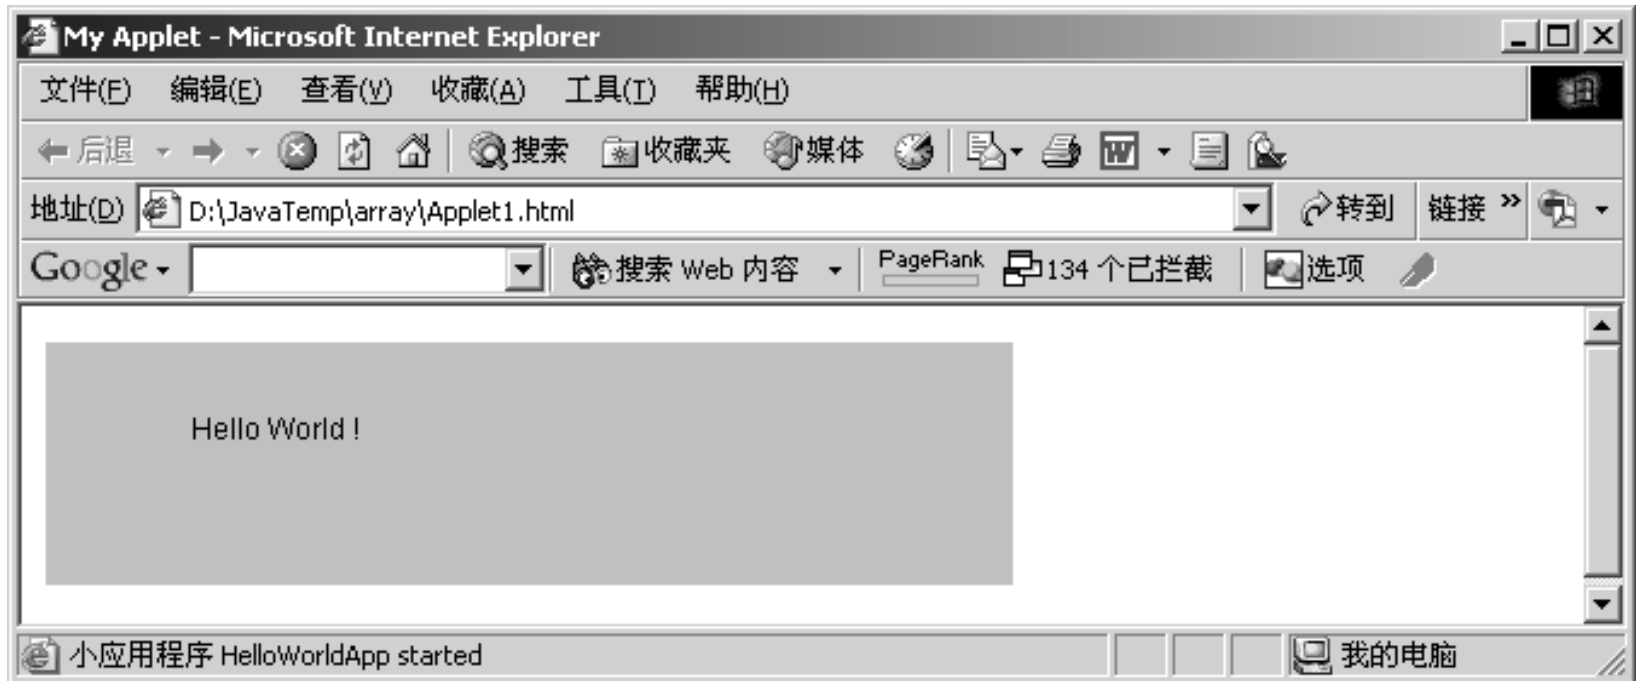 My Applet - Microsoft Internet Explorer
文件(F) 编辑(E) 查看(V) 收藏(A) 工具(T) 帮助(H)
后退 搜索 收藏夹 媒体
地址(D) D:\JavaTemp\array\Applet1.html 转到 链接 »
Google 搜索 Web 内容 PageRank 134 个已拦截 选项
Hello World !
小应用程序 HelloWorldApp started 我的电脑